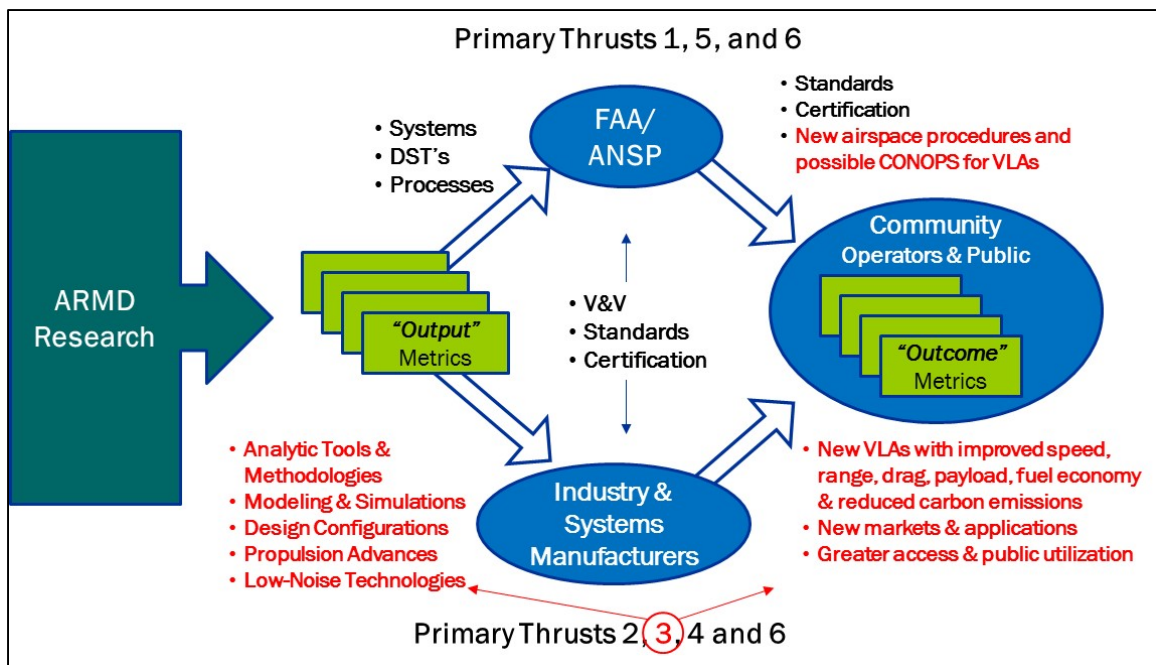 Primary Thrusts 1, 5, and 6
• Systems
• DST's
• Processes
FAA/
ANSP
• Standards
• Certification
• New airspace procedures and
possible CONOPS for VLAs
ARMD
Research
"Output"
Metrics
• V&V
• Standards
• Certification
Community
Operators & Public
"Outcome"
Metrics
• Analytic Tools &
Methodologies
• Modeling & Simulations
• Design Configurations
• Propulsion Advances
• Low-Noise Technologies
Industry &
Systems
Manufacturers
• New VLAs with improved speed,
range, drag, payload, fuel economy
& reduced carbon emissions
• New markets & applications
• Greater access & public utilization
Primary Thrusts 2, 3, 4 and 6